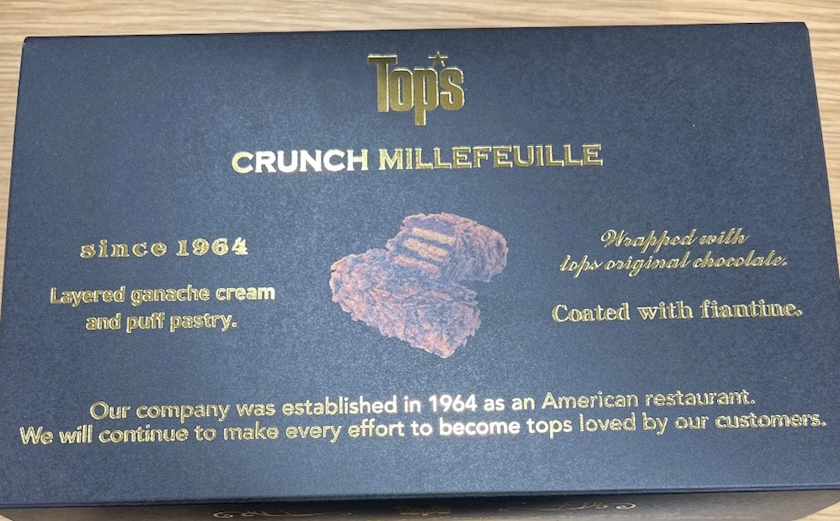 Top's
CRUNCH MILLEFEUILLE
since 1964
Layered ganache cream
and puff pastry.
Wrapped with
tops original chocolate.
Coated with fiantine.
Our company was established in 1964 as an American restaurant.
We will continue to make every effort to become tops loved by our customers.